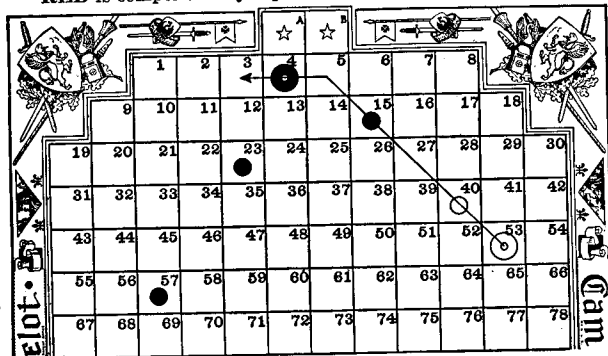 RED is
A B
1 2 3 4 5 6 7 8
9 10 11 12 13 14 15 16 17 18
19 20 21 22 23 24 25 26 27 28 29 30
31 32 33 34 35 36 37 38 39 40 41 42
43 44 45 46 47 48 49 50 51 52 53 54
55 56 57 58 59 60 61 62 63 64 65 66
67 68 69 70 71 72 73 74 75 76 77 78
elot
Cam